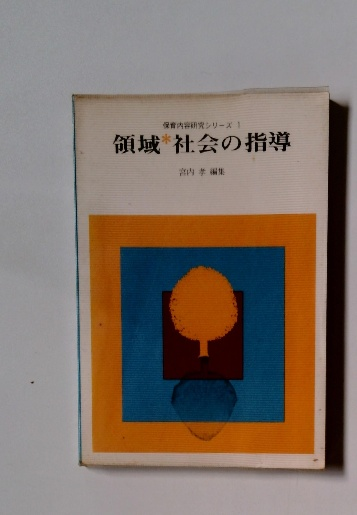 保育内容研究シリーズ 1
領域*社会の指導
宮内 孝 編集